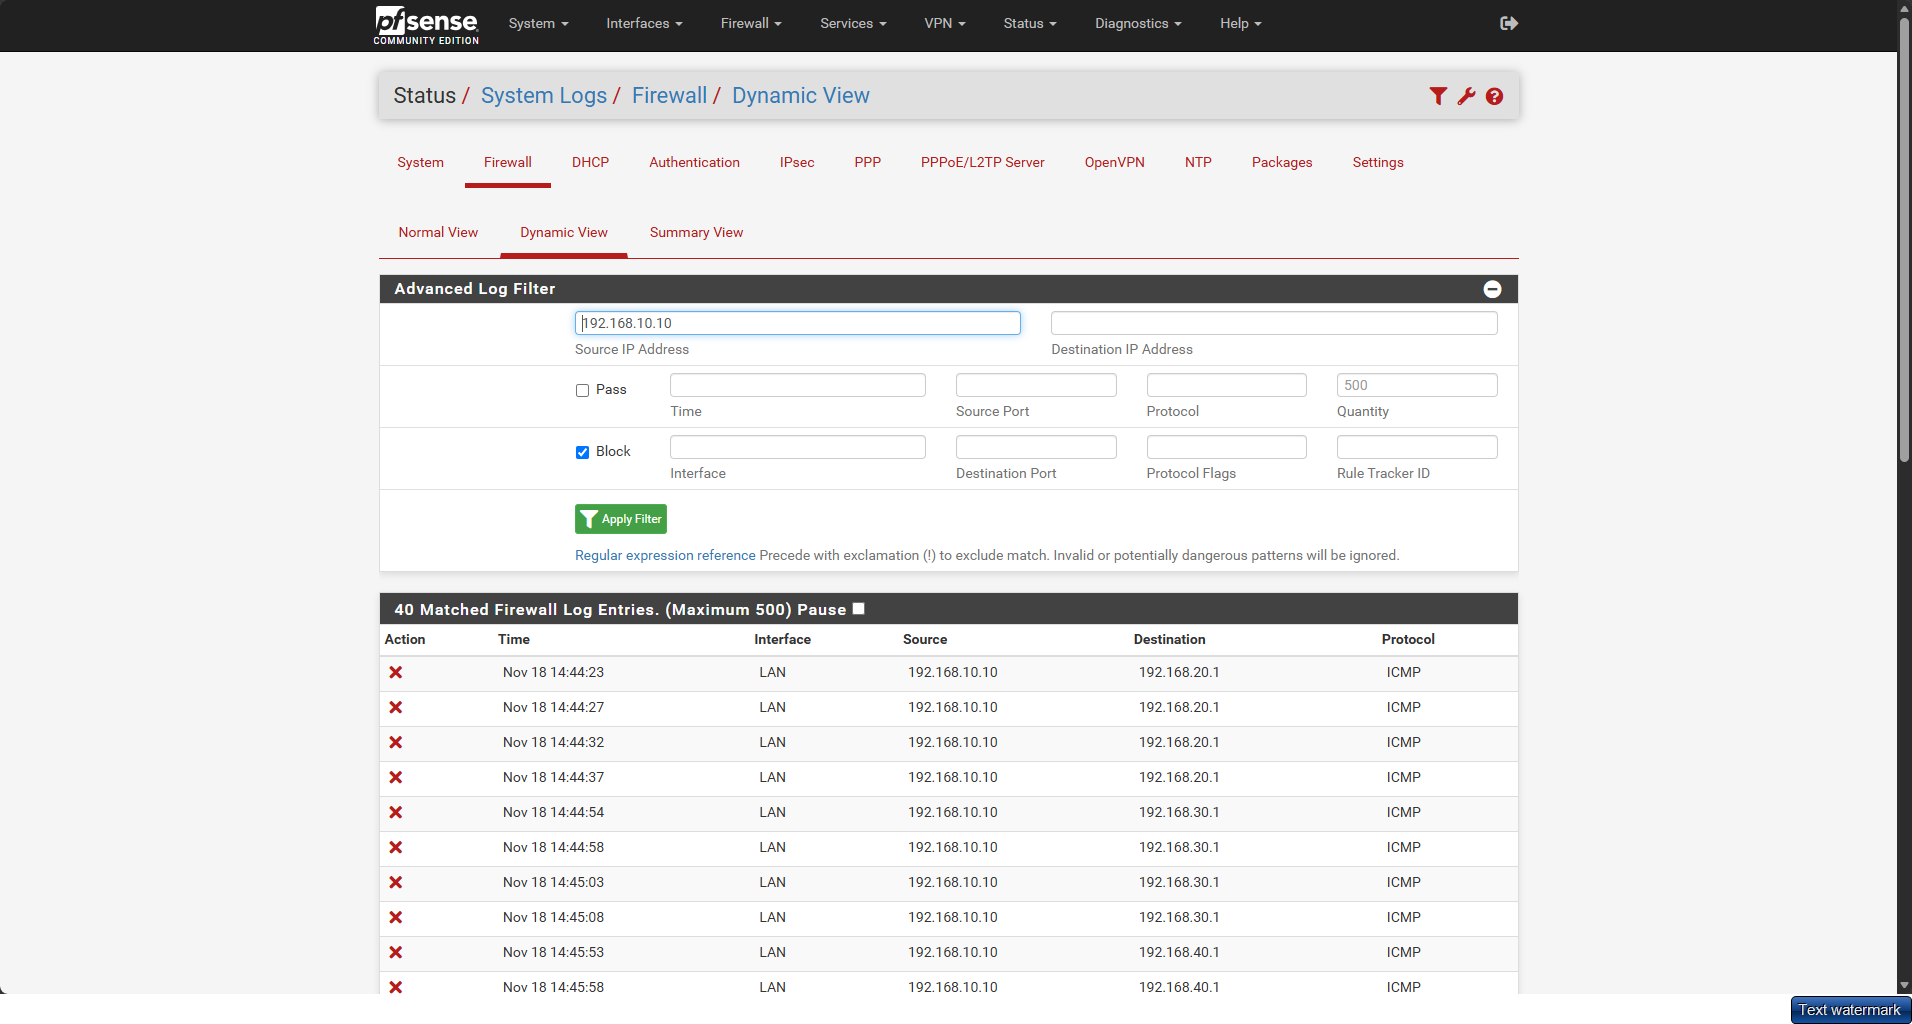 pfsense
COMMUNITY EDITION
System Interfaces Firewall Services VPN Status Diagnostics Help
Status / System Logs / Firewall / Dynamic View
System Firewall DHCP Authentication IPsec PPP PPPoE/L2TP Server OpenVPN NTP Packages Settings
Normal View Dynamic View Summary View
Advanced Log Filter
192.168.10.10
Source IP Address Destination IP Address
Pass 500
Time Source Port Protocol Quantity
Block
Interface Destination Port Protocol Flags Rule Tracker ID
Apply Filter
Regular expression reference Precede with exclamation (!) to exclude match. Invalid or potentially dangerous patterns will be ignored.
40 Matched Firewall Log Entries. (Maximum 500) Pause
Action Time Interface Source Destination Protocol
Nov 18 14:44:23 LAN 192.168.10.10 192.168.20.1 ICMP
Nov 18 14:44:27 LAN 192.168.10.10 192.168.20.1 ICMP
Nov 18 14:44:32 LAN 192.168.10.10 192.168.20.1 ICMP
Nov 18 14:44:37 LAN 192.168.10.10 192.168.20.1 ICMP
Nov 18 14:44:54 LAN 192.168.10.10 192.168.30.1 ICMP
Nov 18 14:44:58 LAN 192.168.10.10 192.168.30.1 ICMP
Nov 18 14:45:03 LAN 192.168.10.10 192.168.30.1 ICMP
Nov 18 14:45:08 LAN 192.168.10.10 192.168.30.1 ICMP
Nov 18 14:45:53 LAN 192.168.10.10 192.168.40.1 ICMP
Nov 18 14:45:58 LAN 192.168.10.10 192.168.40.1 ICMP
Text watermark